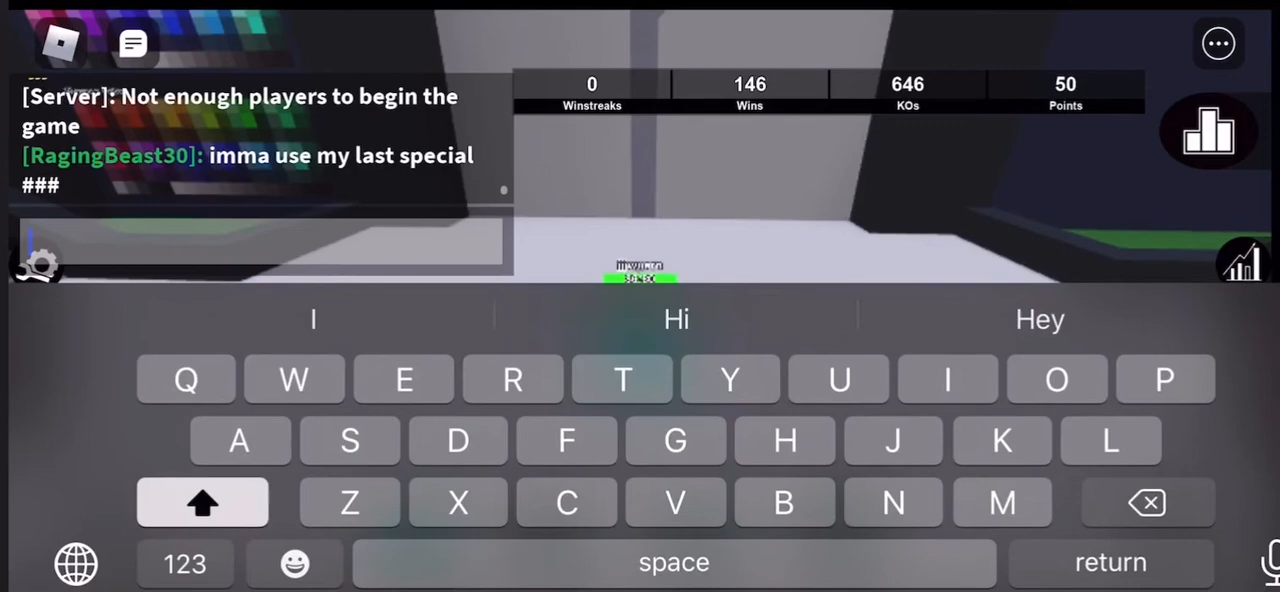 [Server]: Not enough players to begin the
game
[RagingBeast30]: imma use my last special
###
0 146 646 50
Winstreaks Wins KOs Points
I Hi Hey
Q W E R T Y U I O P
A S D F G H J K L
Z X C V B N M
123 space return